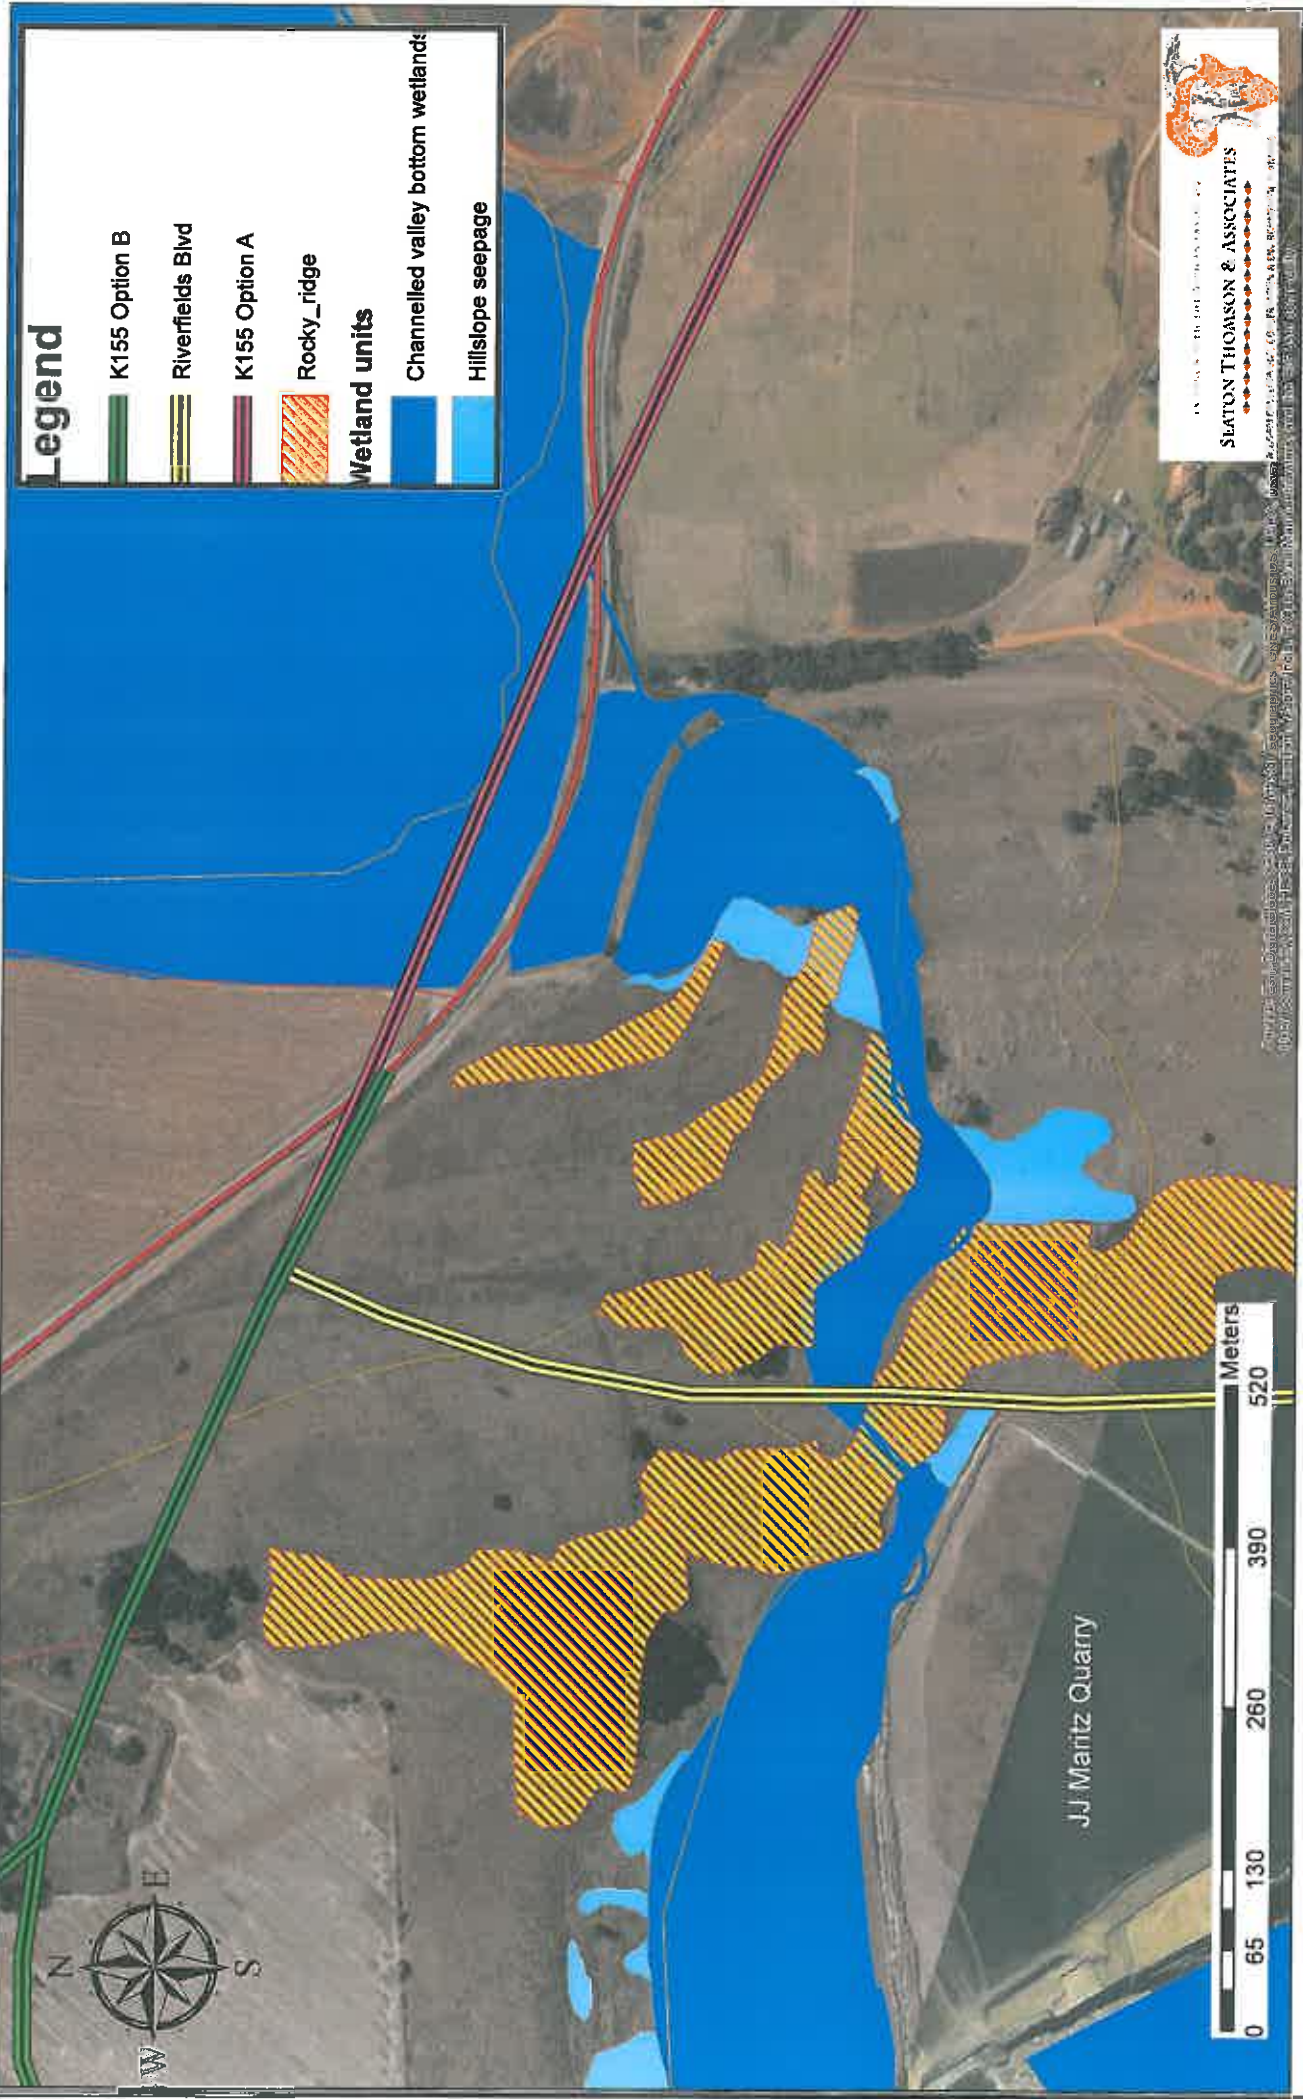 Legend
K155 Option B
Riverfields Blvd
K155 Option A
Rocky_ridge
Wetland units
Channelled valley bottom wetlands
Hillslope seepage
N
W
E
S
JJ Maritz Quarry
0 65 130 260 390 520
Meters
SEATON THOMSON & ASSOCIATES